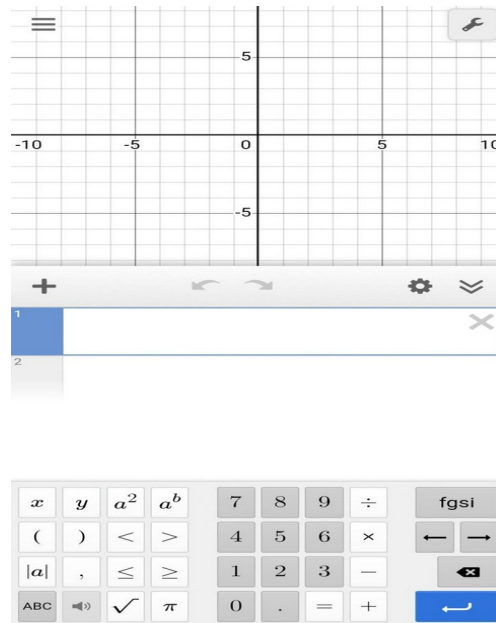 5
-10 -5 0 5 10
-5
1
2
x y a² aᵇ 7 8 9 ÷ fgsi
( ) < > 4 5 6 × ← →
|a| , ≤ ≥ 1 2 3 −
ABC √ π 0 . = +